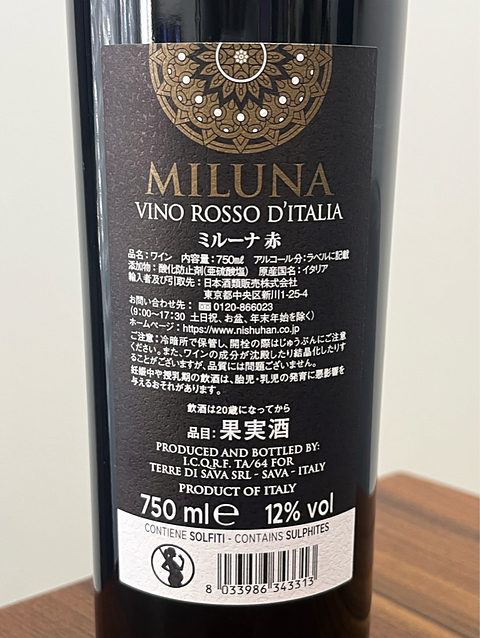 MILUNA
VINO ROSSO D'ITALIA
ミルーナ 赤
品名：ワイン 内容量：750㎖ アルコール分：ラベルに記載
添加物：酸化防止剤（亜硫酸塩） 原産国名：イタリア
輸入者及び引取先：日本酒類販売株式会社
東京都中央区新川1-25-4
お問い合わせ先： 0120-866023
（9:00～17:30 土日祝、お盆、年末年始を除く）
ホームページ：https://www.nishuhan.co.jp
ご注意：冷暗所で保管し、開栓の際はじゅうぶんにご注意
ください。また、ワインの成分が沈殿したり結晶化したりす
ることがございますが、品質には問題ございません。
妊娠中や授乳期の飲酒は、胎児・乳児の発育に悪影響を
与えるおそれがあります。
飲酒は20歳になってから
品目：果実酒
PRODUCED AND BOTTLED BY:
I.C.Q.R.F. TA/64 FOR
TERRE DI SAVA SRL - SAVA - ITALY
PRODUCT OF ITALY
750 ml℮ 12% vol
CONTIENE SOLFITI - CONTAINS SULPHITES
8 033986 343313